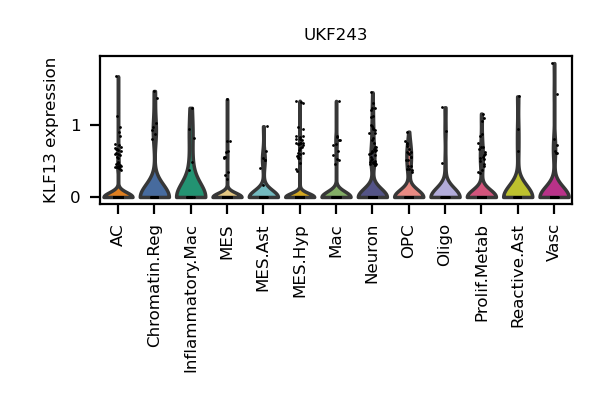 UKF243
KLF13 expression
1
0
AC
Chromatin.Reg
Inflammatory.Mac
MES
MES.Ast
MES.Hyp
Mac
Neuron
OPC
Oligo
Prolif.Metab
Reactive.Ast
Vasc